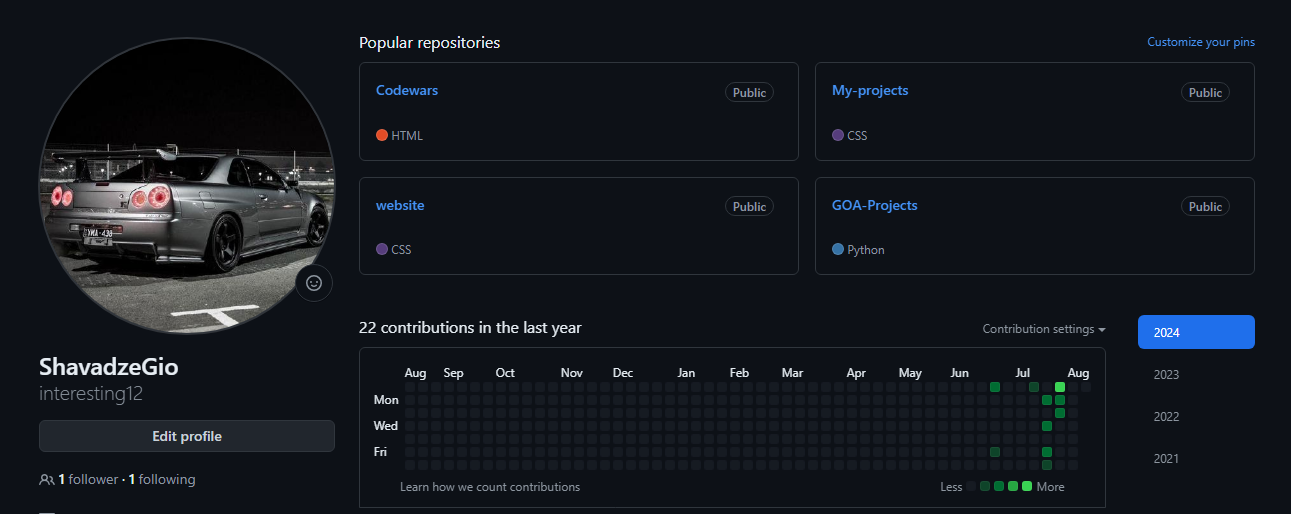 Popular repositories
Customize your pins
Codewars
Public
HTML
My-projects
Public
CSS
website
Public
CSS
GOA-Projects
Public
Python
ShavadzeGio
interesting12
Edit profile
1 follower · 1 following
22 contributions in the last year
Contribution settings
2024
2023
2022
2021
Aug Sep Oct Nov Dec Jan Feb Mar Apr May Jun Jul Aug
Mon
Wed
Fri
Learn how we count contributions
Less More